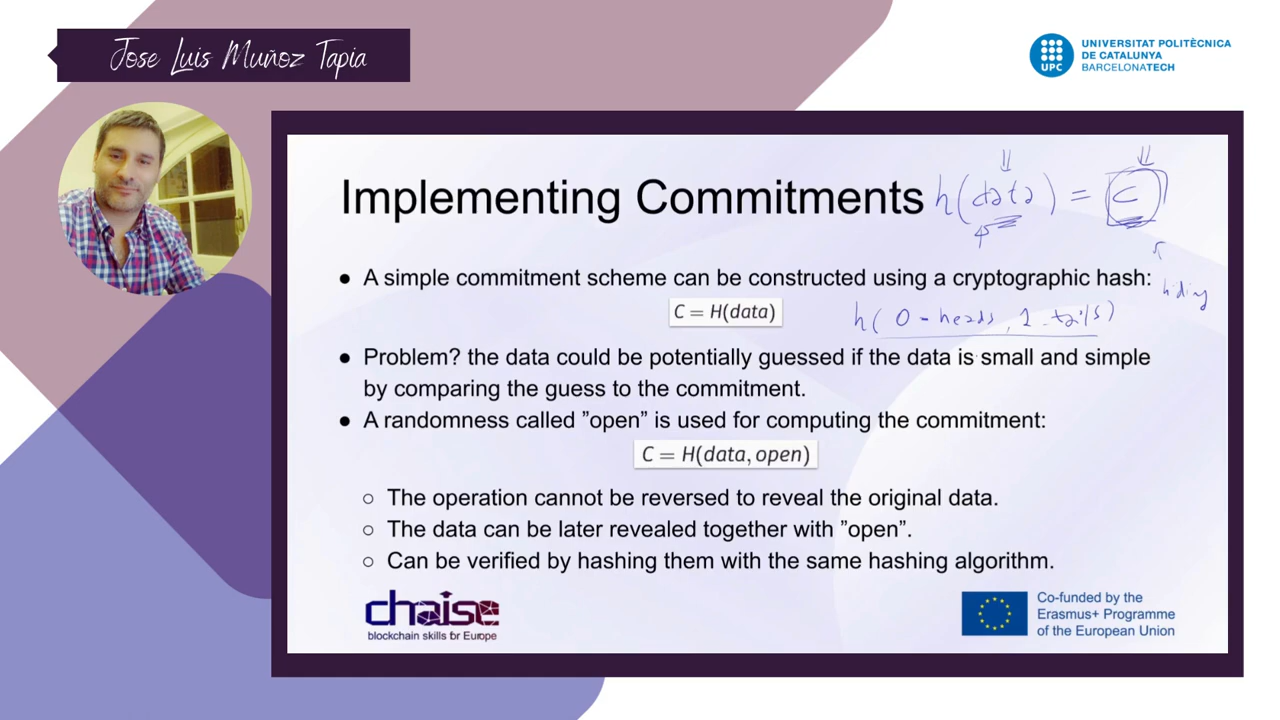 Jose Luis Muñoz Tapia
UPC
UNIVERSITAT POLITÈCNICA
DE CATALUNYA
BARCELONATECH
Implementing Commitments h(data) = C
● A simple commitment scheme can be constructed using a cryptographic hash:
hiding
C = H(data)
h( 0 - heads, 1 - tails)
● Problem? the data could be potentially guessed if the data is small and simple
by comparing the guess to the commitment.
● A randomness called ”open” is used for computing the commitment:
C = H(data, open)
○ The operation cannot be reversed to reveal the original data.
○ The data can be later revealed together with ”open”.
○ Can be verified by hashing them with the same hashing algorithm.
chaise
blockchain skills for Europe
Co-funded by the
Erasmus+ Programme
of the European Union